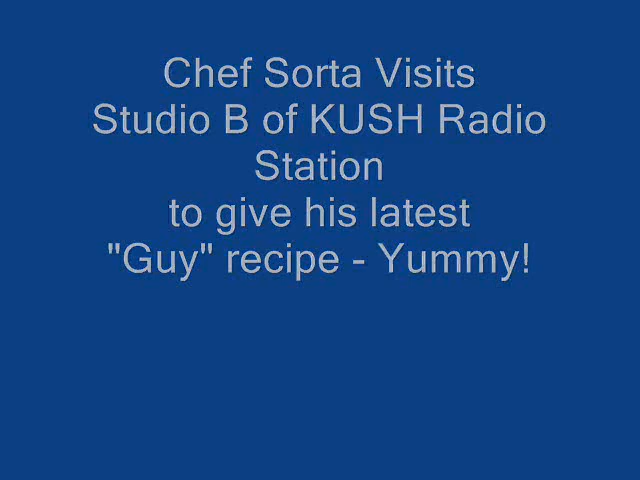 Chef Sorta Visits
Studio B of KUSH Radio
Station
to give his latest
"Guy" recipe - Yummy!